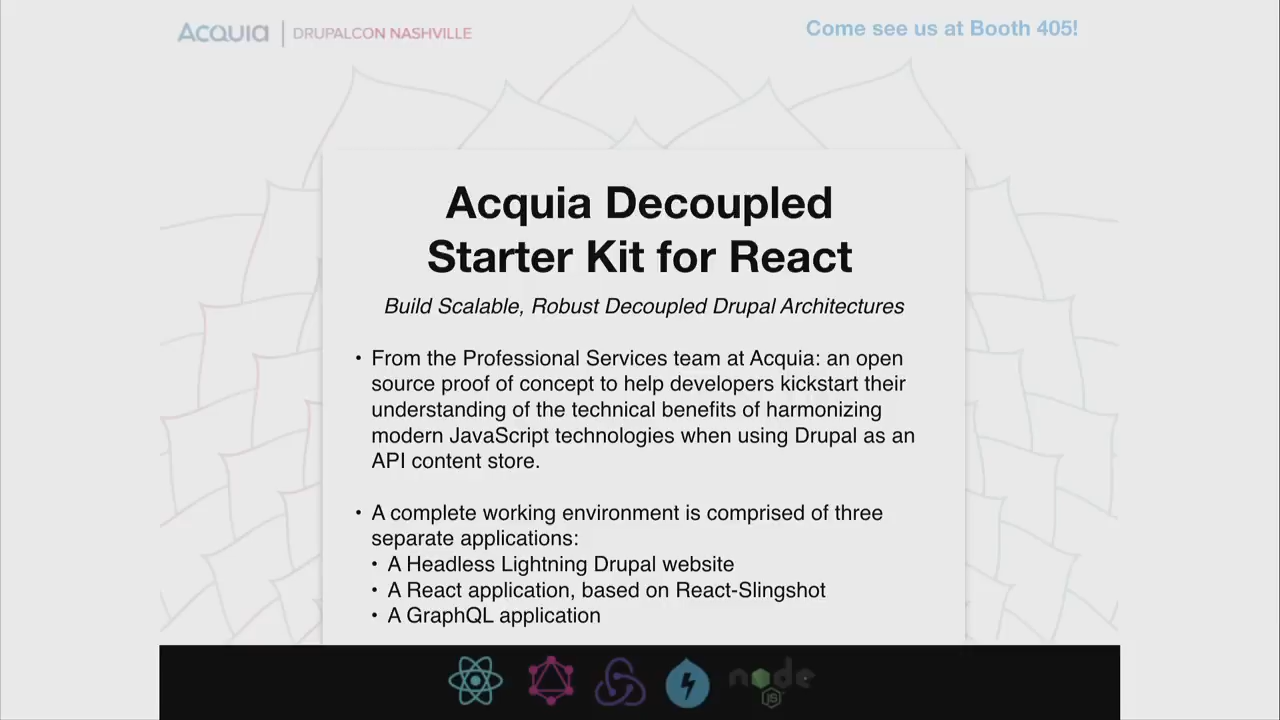 Acquia | DRUPALCON NASHVILLE
Come see us at Booth 405!
Acquia Decoupled
Starter Kit for React
Build Scalable, Robust Decoupled Drupal Architectures
• From the Professional Services team at Acquia: an open
source proof of concept to help developers kickstart their
understanding of the technical benefits of harmonizing
modern JavaScript technologies when using Drupal as an
API content store.
• A complete working environment is comprised of three
separate applications:
• A Headless Lightning Drupal website
• A React application, based on React-Slingshot
• A GraphQL application
node
JS